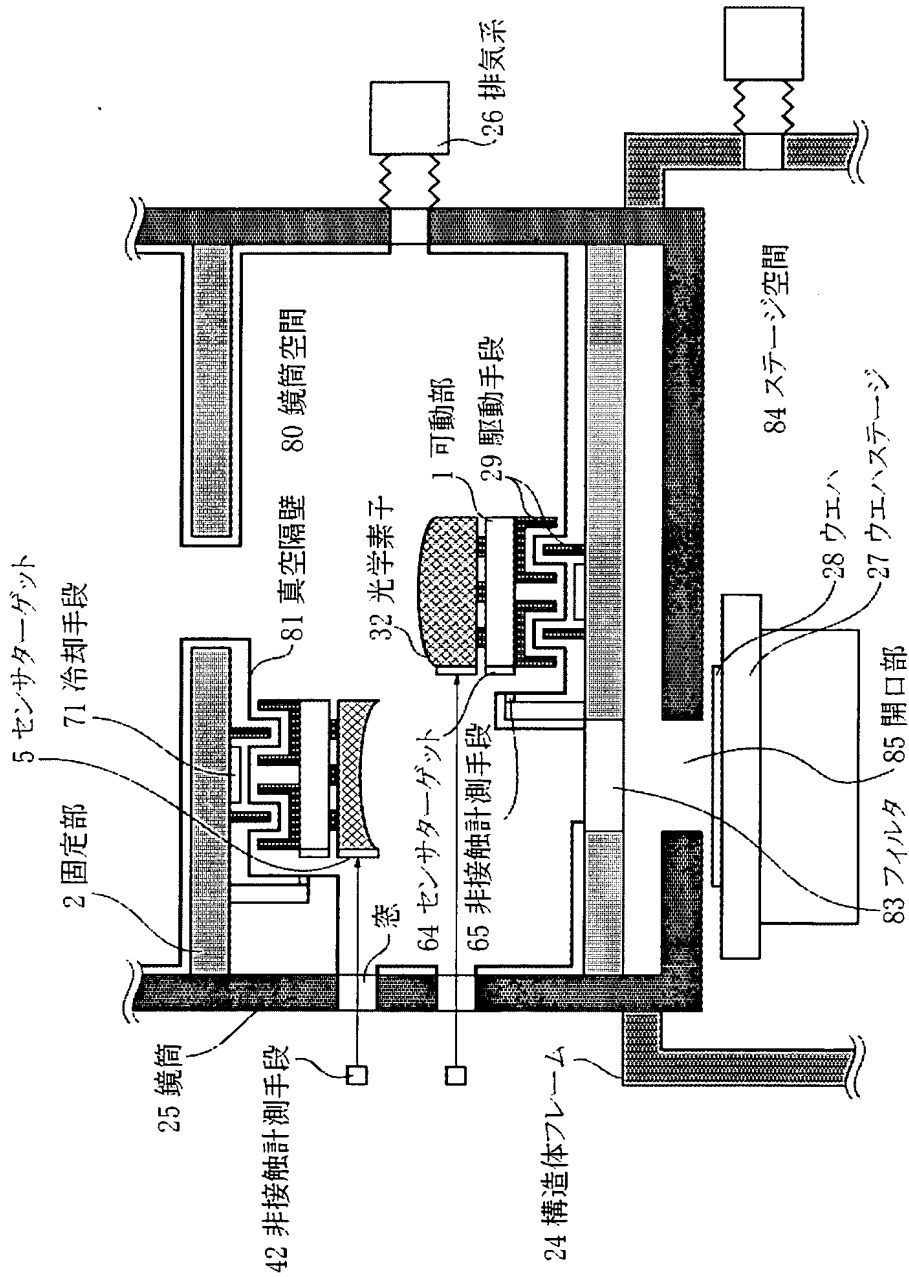 5 センサターゲット
71 冷却手段
81 真空隔壁
80 鏡筒空間
26 排気系
2 固定部
32 光学素子
1 可動部
29 駆動手段
25 鏡筒
窓
64 センサターゲット
65 非接触計測手段
84 ステージ空間
42 非接触計測手段
24 構造体フレーム
83 フィルタ
85 開口部
27 ウエハステージ
28 ウエハ